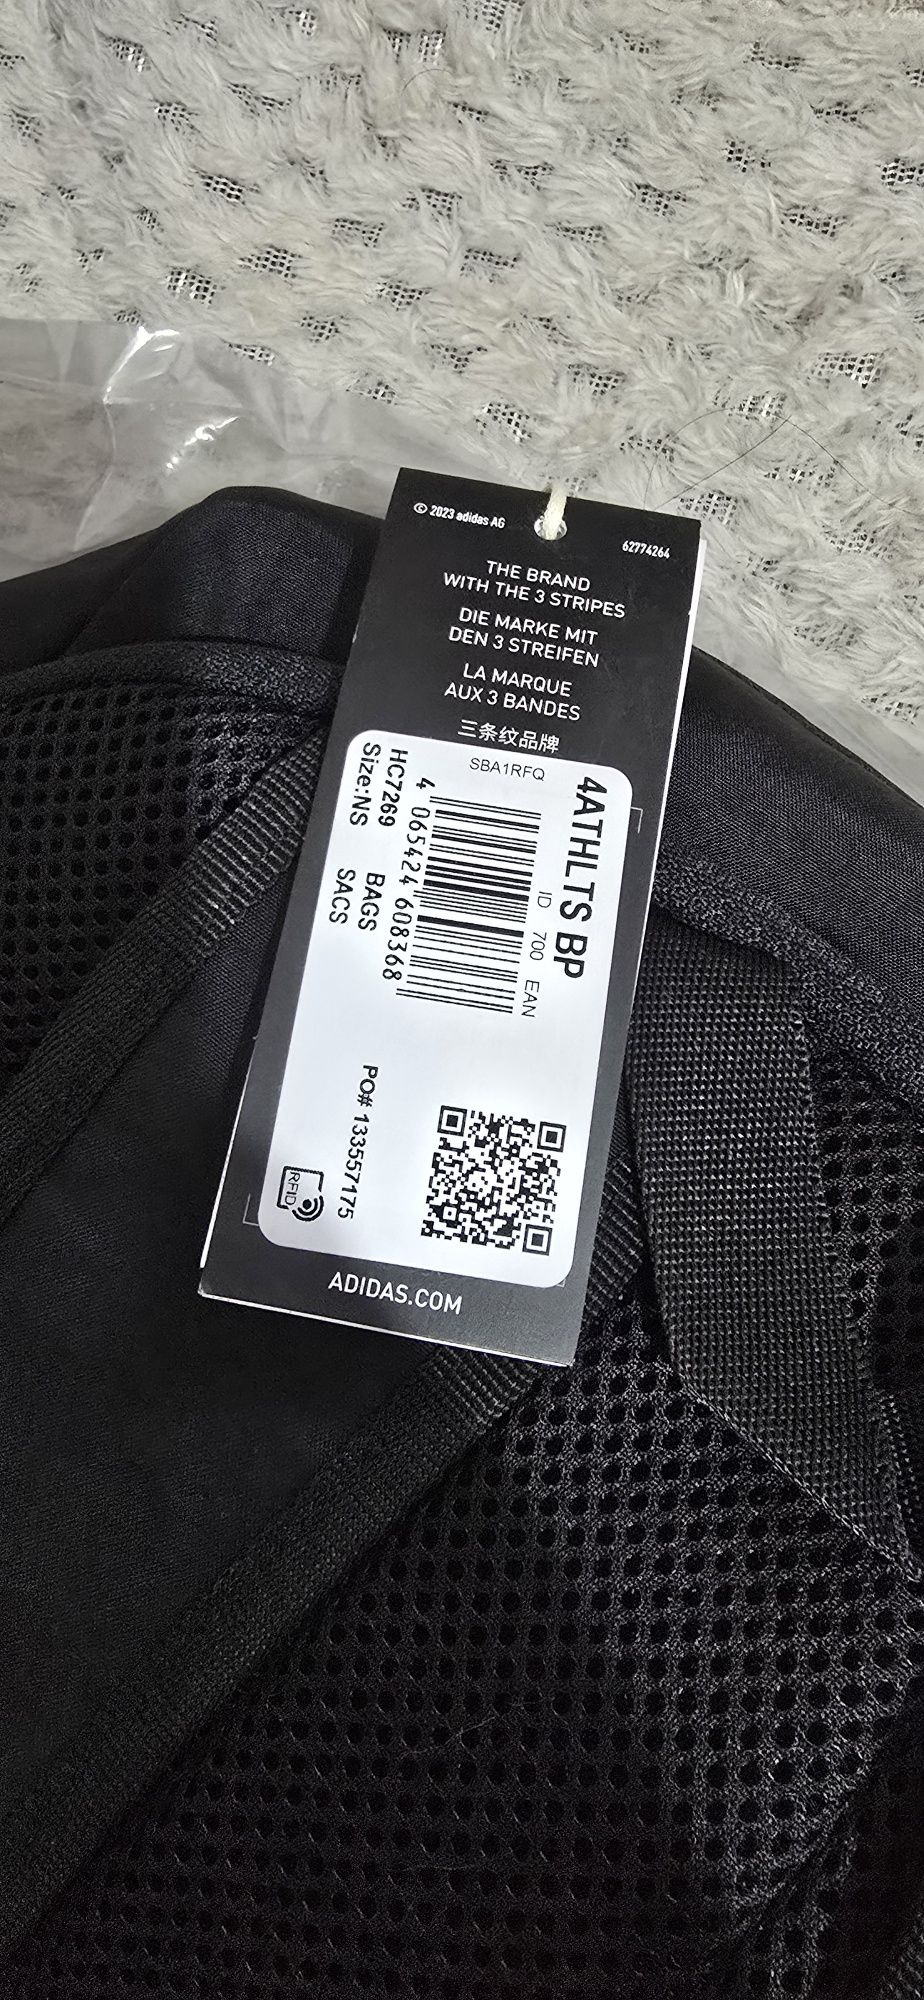 © 2023 adidas AG
62774264
THE BRAND
WITH THE 3 STRIPES
DIE MARKE MIT
DEN 3 STREIFEN
LA MARQUE
AUX 3 BANDES
三条纹品牌
SBA1RFQ
4ATHLTS BP
ID 700 EAN
4 065424 608368
HC7269 BAGS
Size:NS SACS
PO# 133557175
RFID
ADIDAS.COM